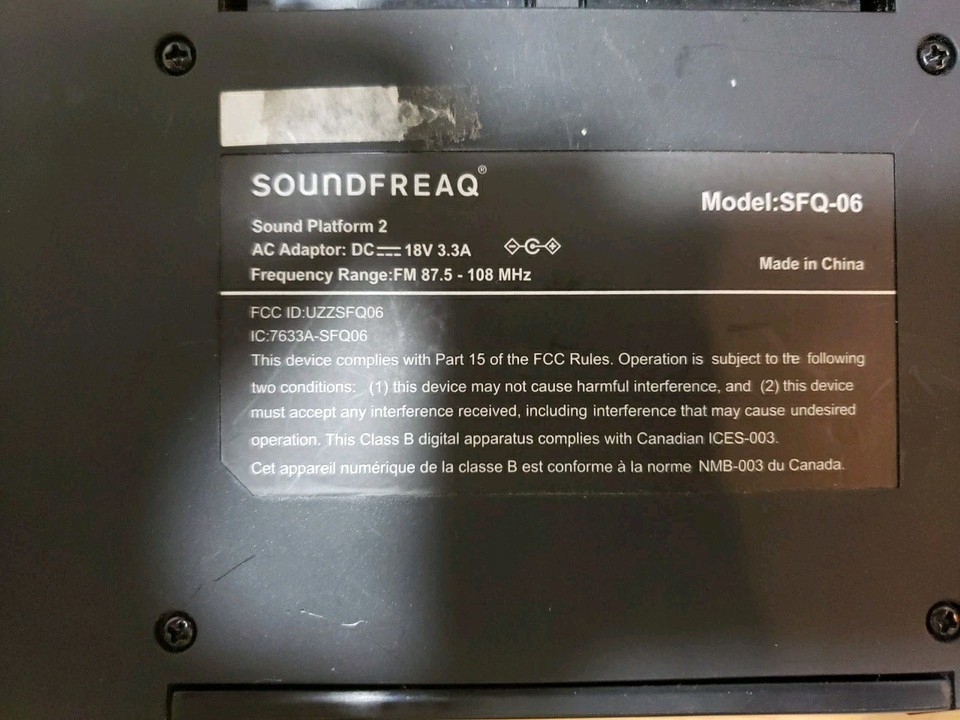 SOUNDFREAQ®
Model:SFQ-06
Sound Platform 2
AC Adaptor: DC 18V 3.3A
Made in China
Frequency Range:FM 87.5 - 108 MHz
FCC ID:UZZSFQ06
IC:7633A-SFQ06
This device complies with Part 15 of the FCC Rules. Operation is subject to the following
two conditions: (1) this device may not cause harmful interference, and (2) this device
must accept any interference received, including interference that may cause undesired
operation. This Class B digital apparatus complies with Canadian ICES-003.
Cet appareil numérique de la classe B est conforme à la norme NMB-003 du Canada.